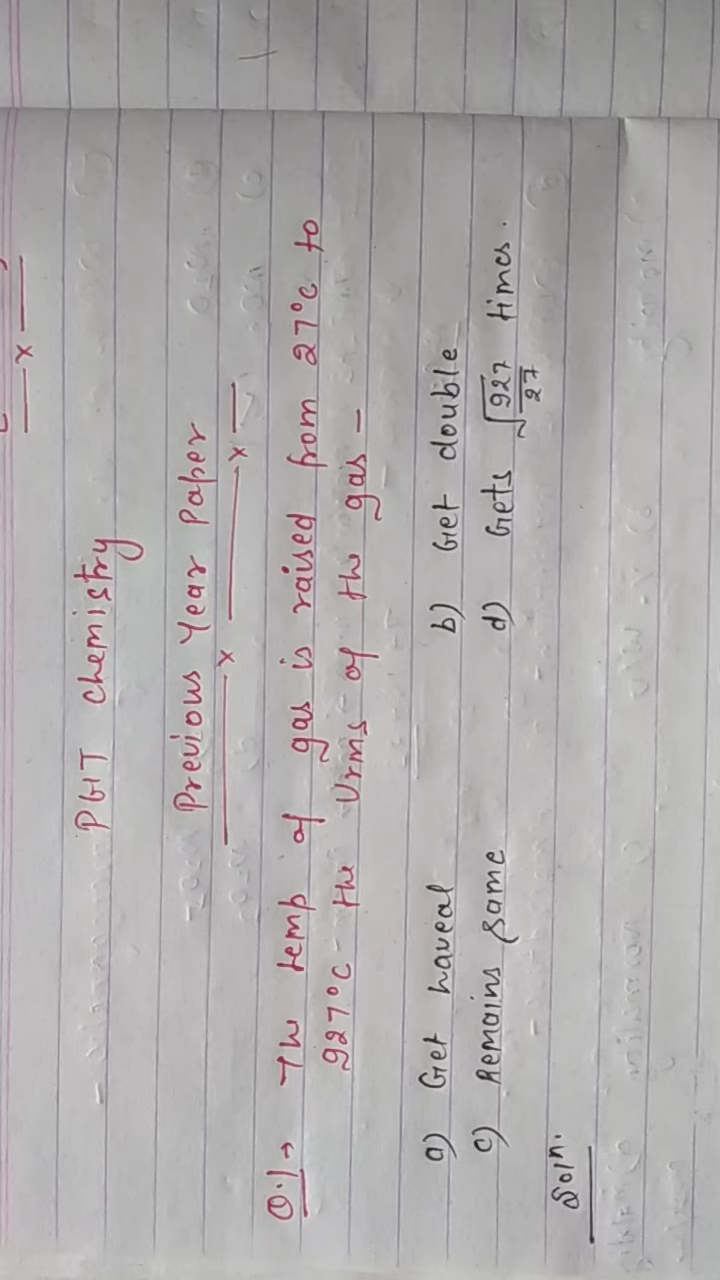 PGT chemistry
Previous Year Paper
Q.1→ The temp of gas is raised from 27°C to
927°C the Urms of the gas –
a) Get haveal b) Get double
c) Remains same d) Gets √927/27 times.
Soln.